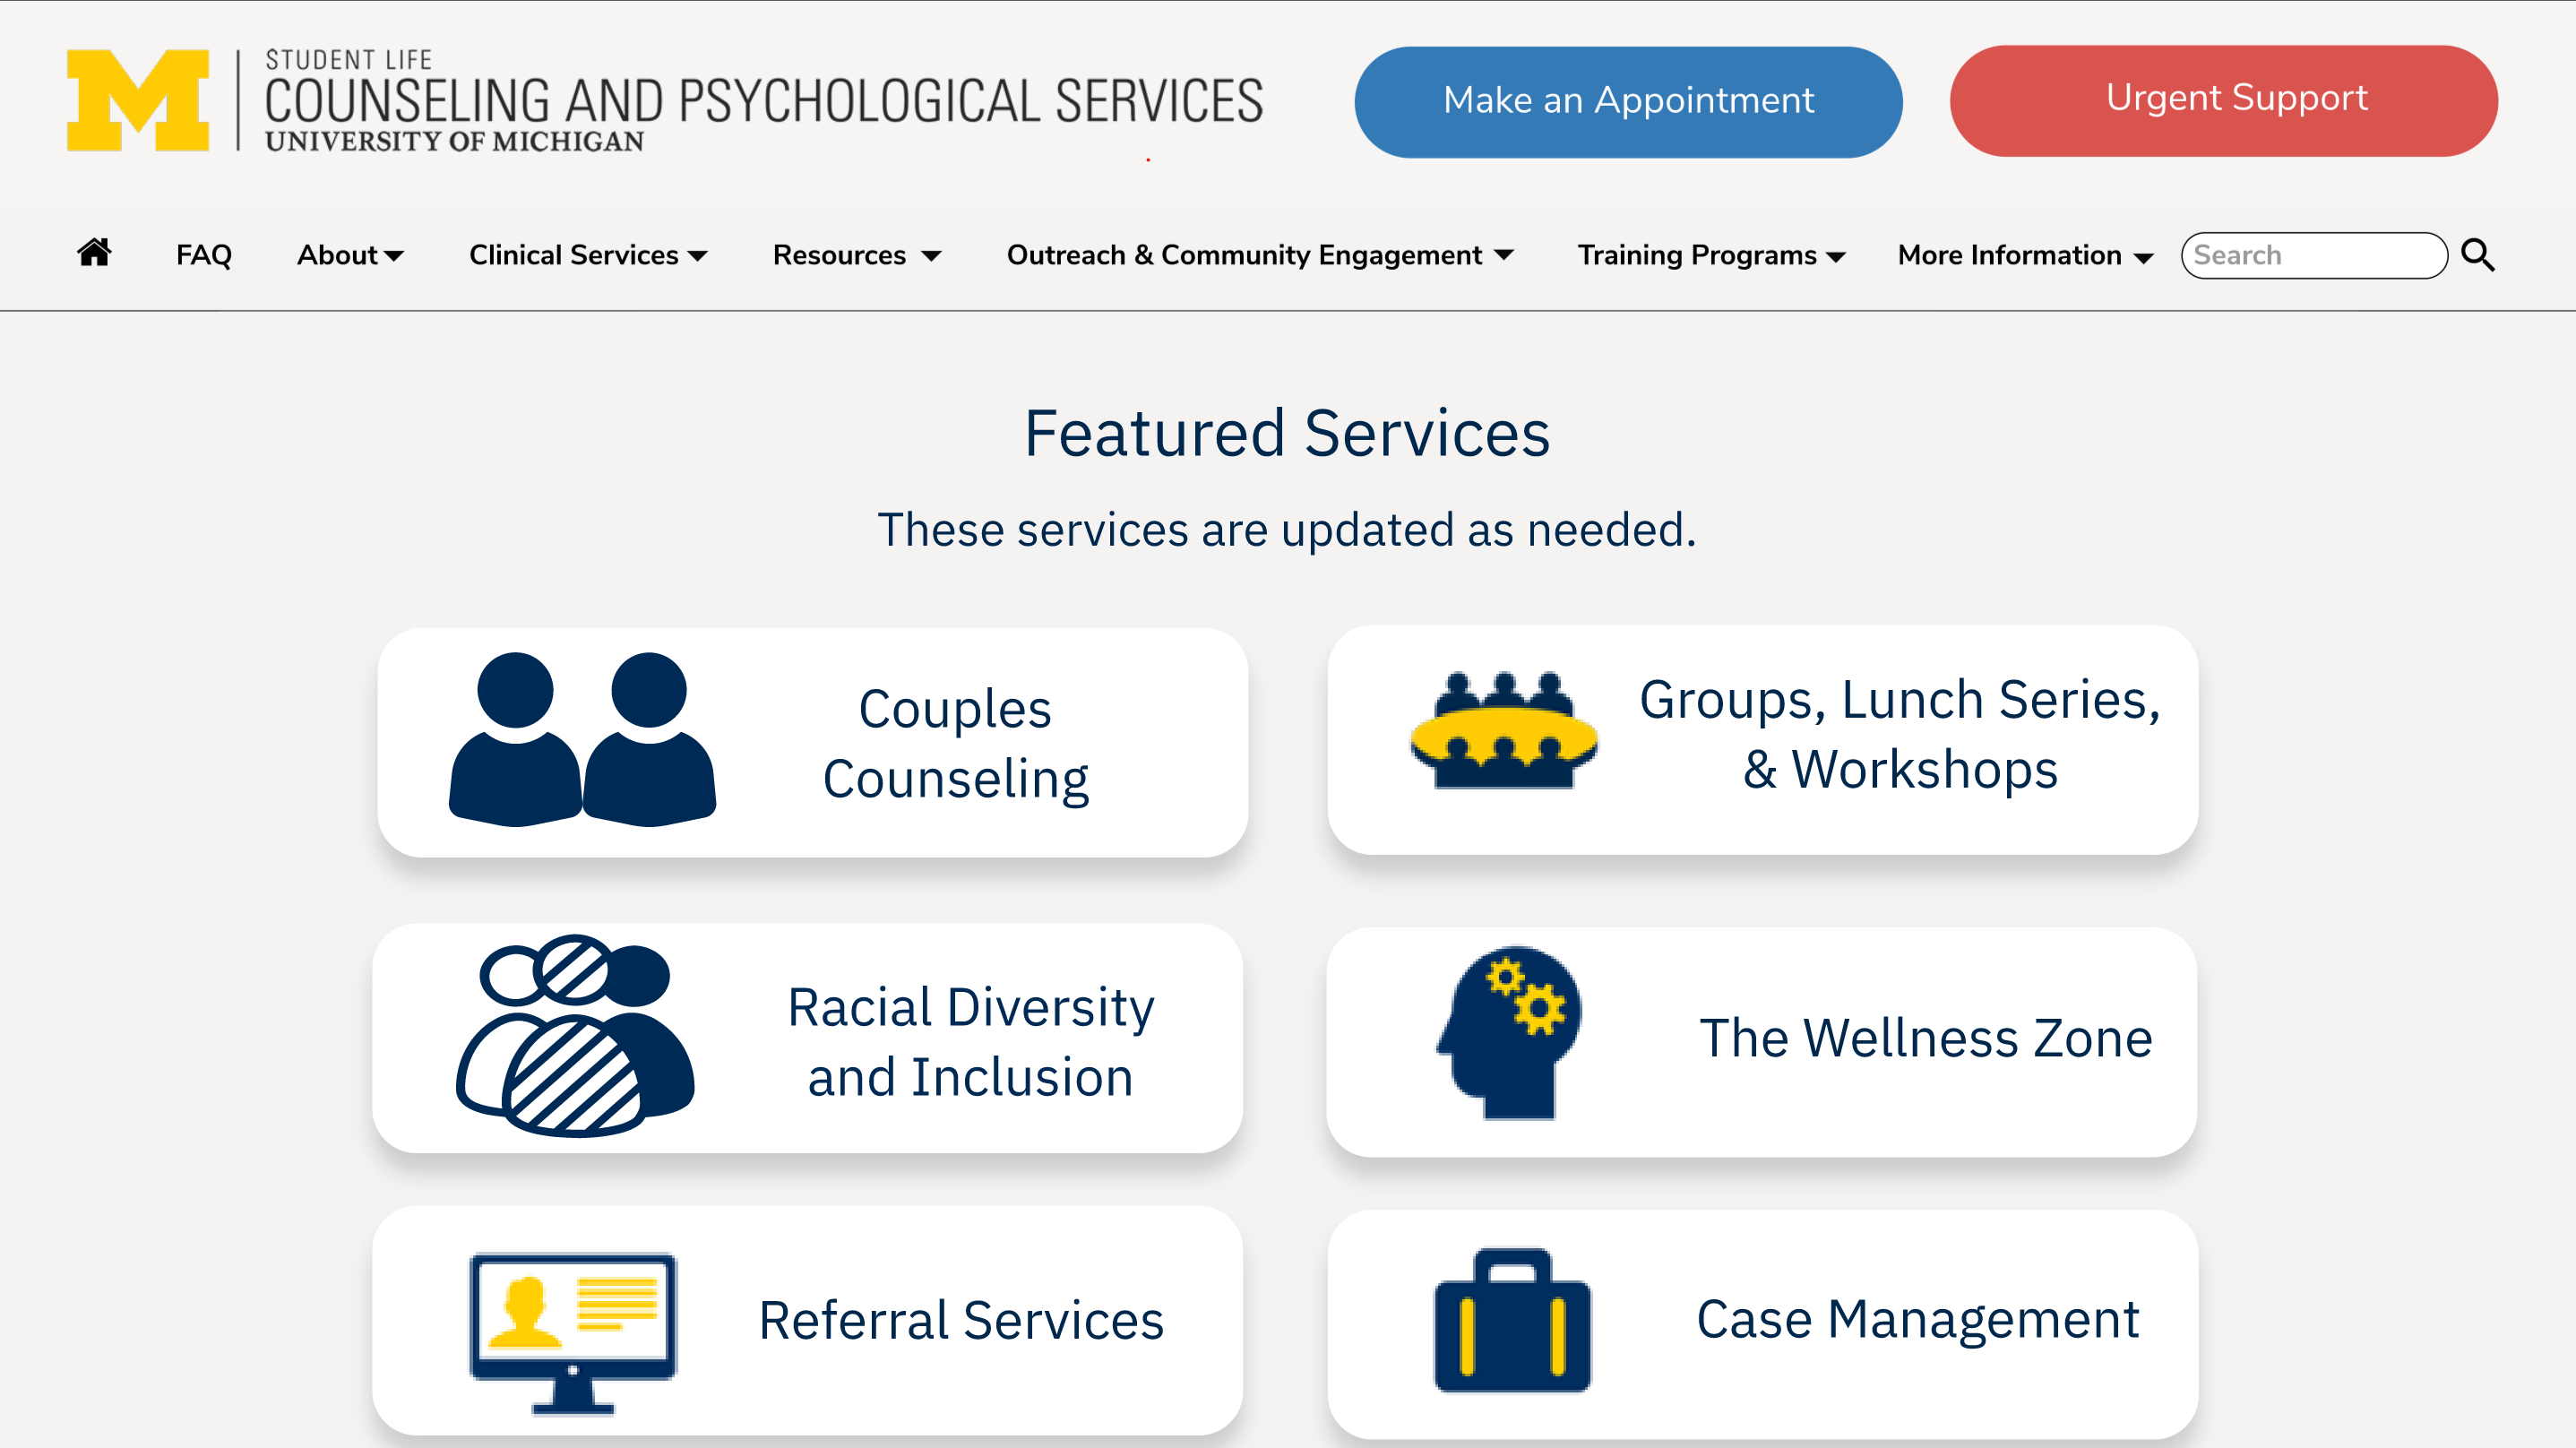 STUDENT LIFE
COUNSELING AND PSYCHOLOGICAL SERVICES
UNIVERSITY OF MICHIGAN
Make an Appointment
Urgent Support
FAQ
About
Clinical Services
Resources
Outreach & Community Engagement
Training Programs
More Information
Search
Featured Services
These services are updated as needed.
Couples
Counseling
Groups, Lunch Series,
& Workshops
Racial Diversity
and Inclusion
The Wellness Zone
Referral Services
Case Management